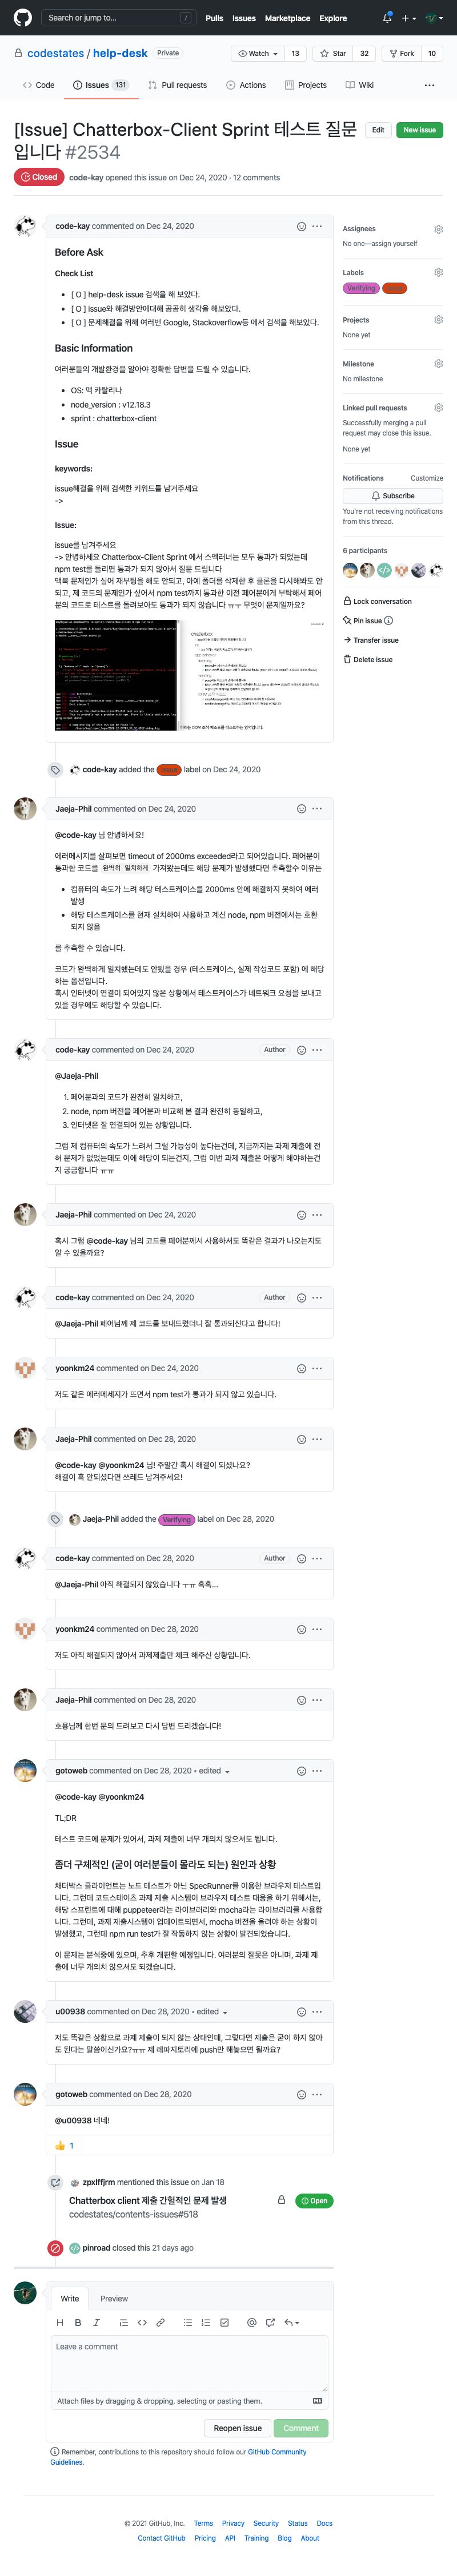 Search or jump to...
/
Pulls Issues Marketplace Explore
codestates / help-desk Private
Watch 13 Star 32 Fork 10
Code Issues 131 Pull requests Actions Projects Wiki
[Issue] Chatterbox-Client Sprint 테스트 질문
입니다 #2534
Edit New issue
Closed code-kay opened this issue on Dec 24, 2020 · 12 comments
code-kay commented on Dec 24, 2020
Before Ask
Check List
[ O ] help-desk issue 검색을 해 보았다.
[ O ] issue와 해결방안에대해 곰곰히 생각을 해보았다.
[ O ] 문제해결을 위해 여러번 Google, Stackoverflow등 에서 검색을 해보았다.
Basic Information
여러분들의 개발환경을 알아야 정확한 답변을 드릴 수 있습니다.
OS: 맥 카탈리나
node_version : v12.18.3
sprint : chatterbox-client
Issue
keywords:
issue해결을 위해 검색한 키워드를 남겨주세요
->
Issue:
issue를 남겨주세요
-> 안녕하세요 Chatterbox-Client Sprint 에서 스펙러너는 모두 통과가 되었는데
npm test를 돌리면 통과가 되지 않아서 질문 드립니다
맥북 문제인가 싶어 재부팅을 해도 안되고, 아예 폴더를 삭제한 후 클론을 다시해봐도 안
되고, 제 코드의 문제인가 싶어서 npm test까지 통과한 이전 페어분에게 부탁해서 페어
분의 코드로 테스트를 돌려보아도 통과가 되지 않습니다 ㅠㅠ 무엇이 문제일까요?
Assignees
No one—assign yourself
Labels
Verifying
Projects
None yet
Milestone
No milestone
Linked pull requests
Successfully merging a pull
request may close this issue.
None yet
Notifications Customize
Subscribe
You're not receiving notifications
from this thread.
6 participants
Lock conversation
Pin issue
Transfer issue
Delete issue
code-kay added the label on Dec 24, 2020
Jaeja-Phil commented on Dec 24, 2020
@code-kay 님 안녕하세요!
에러메시지를 살펴보면 timeout of 2000ms exceeded라고 되어있습니다. 페어분이
통과한 코드를 완벽히 일치하게 가져왔는데도 해당 문제가 발생했다면 추측할수 이유는
컴퓨터의 속도가 느려 해당 테스트케이스를 2000ms 안에 해결하지 못하여 에러
발생
해당 테스트케이스를 현재 설치하여 사용하고 계신 node, npm 버전에서는 호환
되지 않음
를 추측할 수 있습니다.
코드가 완벽하게 일치했는데도 안됬을 경우 (테스트케이스, 실제 작성코드 포함) 에 해당
하는 옵션입니다.
혹시 인터넷이 연결이 되어있지 않은 상황에서 테스트케이스가 네트워크 요청을 보내고
있을 경우에도 해당할 수 있습니다.
code-kay commented on Dec 24, 2020 Author
@Jaeja-Phil
1. 페어분과의 코드가 완전히 일치하고,
2. node, npm 버전을 페어분과 비교해 본 결과 완전히 동일하고,
3. 인터넷은 잘 연결되어 있는 상황입니다.
그럼 제 컴퓨터의 속도가 느려서 그럴 가능성이 높다는건데, 지금까지는 과제 제출에 전
혀 문제가 없었는데도 이에 해당이 되는건지, 그럼 이번 과제 제출은 어떻게 해야하는건
지 궁금합니다 ㅠㅠ
Jaeja-Phil commented on Dec 24, 2020
혹시 그럼 @code-kay 님의 코드를 페어분께서 사용하셔도 똑같은 결과가 나오는지도
알 수 있을까요?
code-kay commented on Dec 24, 2020 Author
@Jaeja-Phil 페어님께 제 코드를 보내드렸더니 잘 통과되신다고 합니다!
yoonkm24 commented on Dec 24, 2020
저도 같은 에러메세지가 뜨면서 npm test가 통과가 되지 않고 있습니다.
Jaeja-Phil commented on Dec 28, 2020
@code-kay @yoonkm24 님! 주말간 혹시 해결이 되셨나요?
해결이 혹 안되셨다면 쓰레드 남겨주세요!
Jaeja-Phil added the Verifying label on Dec 28, 2020
code-kay commented on Dec 28, 2020 Author
@Jaeja-Phil 아직 해결되지 않았습니다 ㅜㅠ 흑흑...
yoonkm24 commented on Dec 28, 2020
저도 아직 해결되지 않아서 과제제출만 체크 해주신 상황입니다.
Jaeja-Phil commented on Dec 28, 2020
호용님께 한번 문의 드려보고 다시 답변 드리겠습니다!
gotoweb commented on Dec 28, 2020 • edited
@code-kay @yoonkm24
TL;DR
테스트 코드에 문제가 있어서, 과제 제출에 너무 개의치 않으셔도 됩니다.
좀더 구체적인 (굳이 여러분들이 몰라도 되는) 원인과 상황
채터박스 클라이언트는 노드 테스트가 아닌 SpecRunner를 이용한 브라우저 테스트입
니다. 그런데 코드스테이츠 과제 제출 시스템이 브라우저 테스트 대응을 하기 위해서는,
해당 스프린트에 대해 puppeteer라는 라이브러리와 mocha라는 라이브러리를 사용합
니다. 그런데, 과제 제출시스템이 업데이트되면서, mocha 버전을 올려야 하는 상황이
발생했고, 그런데 npm run test가 잘 작동하지 않는 상황이 발견되었습니다.
이 문제는 분석중에 있으며, 추후 개편할 예정입니다. 여러분의 잘못은 아니며, 과제 제
출에 너무 개의치 않으셔도 되겠습니다.
u00938 commented on Dec 28, 2020 • edited
저도 똑같은 상황으로 과제 제출이 되지 않는 상태인데, 그렇다면 제출은 굳이 하지 않아
도 된다는 말씀이신가요?ㅠㅠ 제 레파지토리에 push만 해놓으면 될까요?
gotoweb commented on Dec 28, 2020
@u00938 네네!
👍 1
zpxlffjrm mentioned this issue on Jan 18
Chatterbox client 제출 간헐적인 문제 발생
codestates/contents-issues#518
Open
pinroad closed this 21 days ago
Write Preview
Leave a comment
Attach files by dragging & dropping, selecting or pasting them.
Reopen issue Comment
Remember, contributions to this repository should follow our GitHub Community
Guidelines.
© 2021 GitHub, Inc. Terms Privacy Security Status Docs
Contact GitHub Pricing API Training Blog About